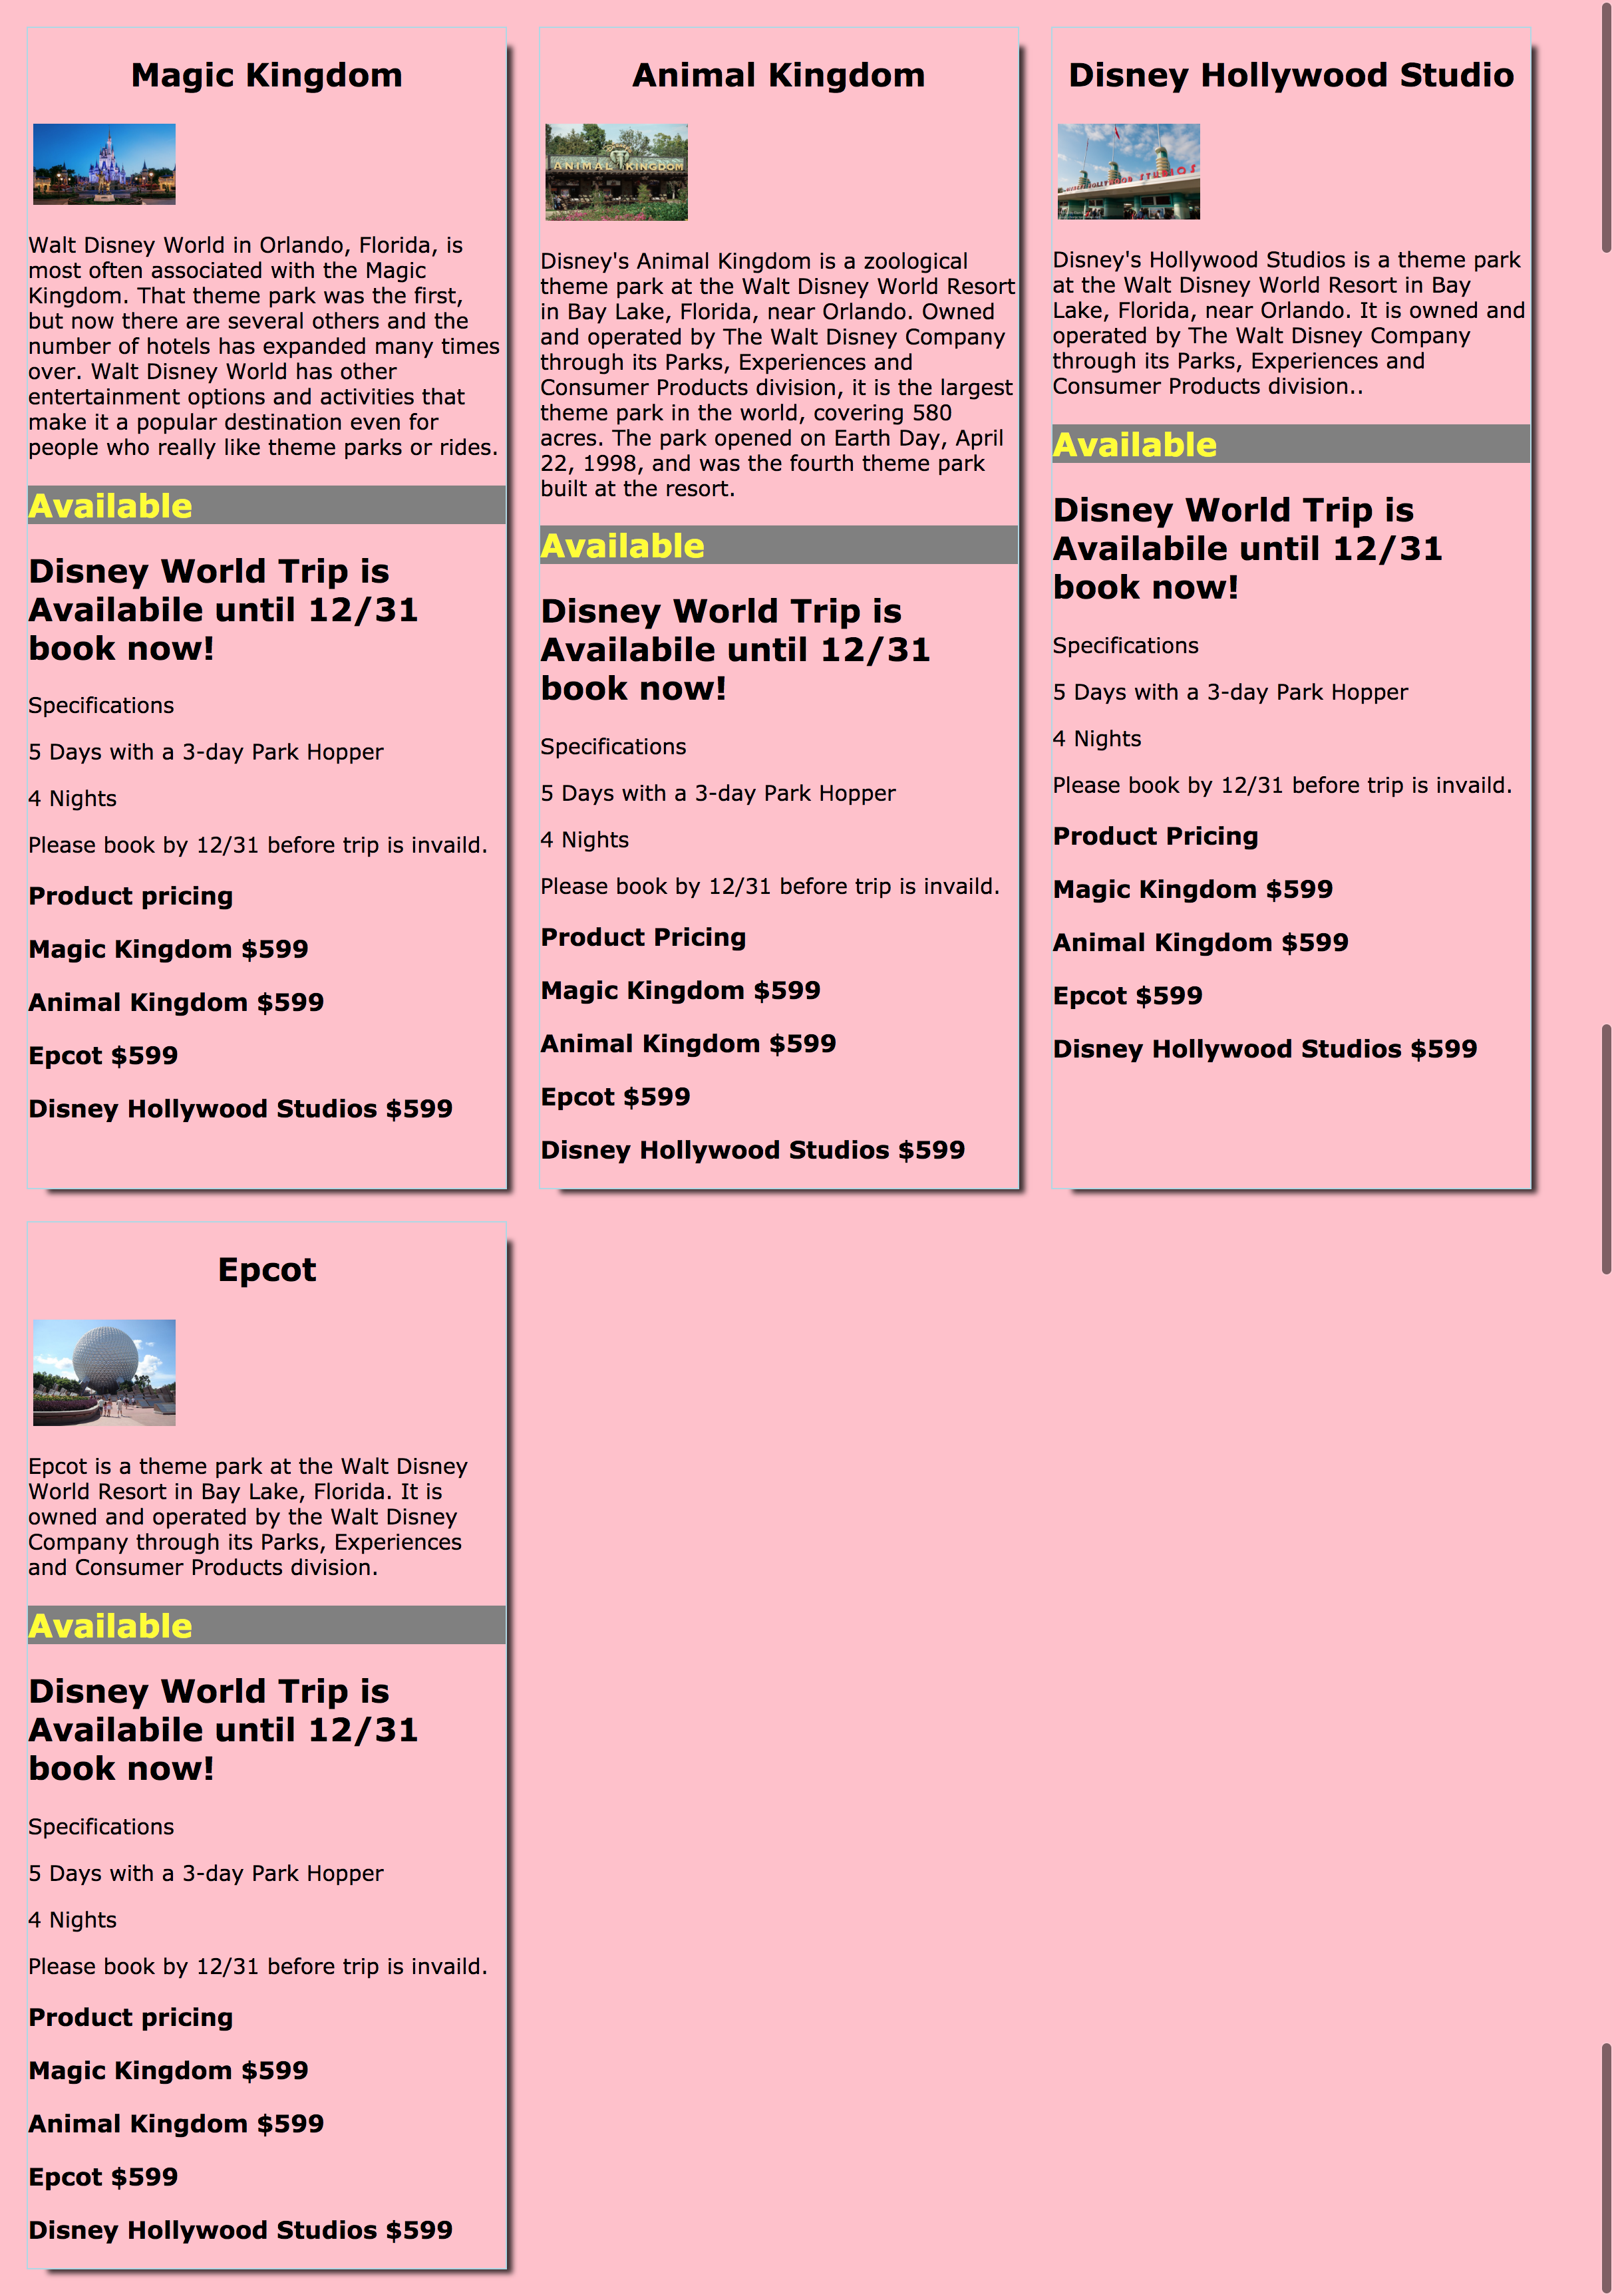 Magic Kingdom
Walt Disney World in Orlando, Florida, is
most often associated with the Magic
Kingdom. That theme park was the first,
but now there are several others and the
number of hotels has expanded many times
over. Walt Disney World has other
entertainment options and activities that
make it a popular destination even for
people who really like theme parks or rides.
Available
Disney World Trip is
Availabile until 12/31
book now!
Specifications
5 Days with a 3-day Park Hopper
4 Nights
Please book by 12/31 before trip is invaild.
Product pricing
Magic Kingdom $599
Animal Kingdom $599
Epcot $599
Disney Hollywood Studios $599
Animal Kingdom
ANIMAL KINGDOM
Disney's Animal Kingdom is a zoological
theme park at the Walt Disney World Resort
in Bay Lake, Florida, near Orlando. Owned
and operated by The Walt Disney Company
through its Parks, Experiences and
Consumer Products division, it is the largest
theme park in the world, covering 580
acres. The park opened on Earth Day, April
22, 1998, and was the fourth theme park
built at the resort.
Available
Disney World Trip is
Availabile until 12/31
book now!
Specifications
5 Days with a 3-day Park Hopper
4 Nights
Please book by 12/31 before trip is invaild.
Product Pricing
Magic Kingdom $599
Animal Kingdom $599
Epcot $599
Disney Hollywood Studios $599
Disney Hollywood Studio
HOLLYWOOD STUDIOS
Disney's Hollywood Studios is a theme park
at the Walt Disney World Resort in Bay
Lake, Florida, near Orlando. It is owned and
operated by The Walt Disney Company
through its Parks, Experiences and
Consumer Products division..
Available
Disney World Trip is
Availabile until 12/31
book now!
Specifications
5 Days with a 3-day Park Hopper
4 Nights
Please book by 12/31 before trip is invaild.
Product Pricing
Magic Kingdom $599
Animal Kingdom $599
Epcot $599
Disney Hollywood Studios $599
Epcot
Epcot is a theme park at the Walt Disney
World Resort in Bay Lake, Florida. It is
owned and operated by the Walt Disney
Company through its Parks, Experiences
and Consumer Products division.
Available
Disney World Trip is
Availabile until 12/31
book now!
Specifications
5 Days with a 3-day Park Hopper
4 Nights
Please book by 12/31 before trip is invaild.
Product pricing
Magic Kingdom $599
Animal Kingdom $599
Epcot $599
Disney Hollywood Studios $599